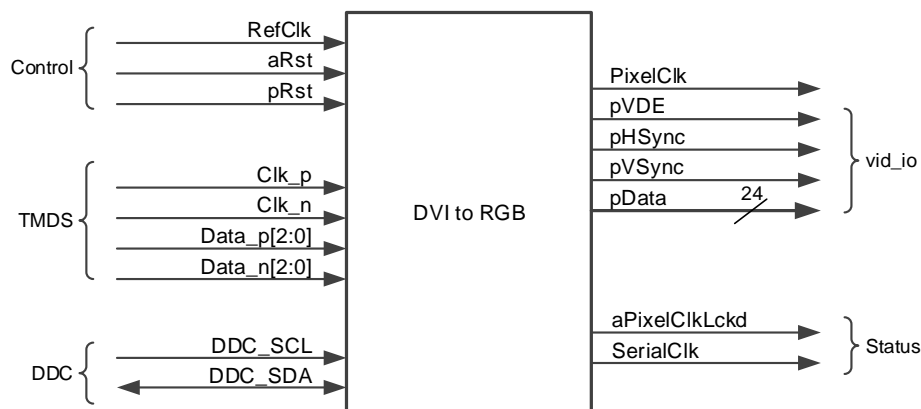 Control
RefClk
aRst
pRst
TMDS
Clk_p
Clk_n
Data_p[2:0]
Data_n[2:0]
DDC
DDC_SCL
DDC_SDA
DVI to RGB
PixelClk
pVDE
pHSync
pVSync
pData
24
vid_io
aPixelClkLckd
SerialClk
Status